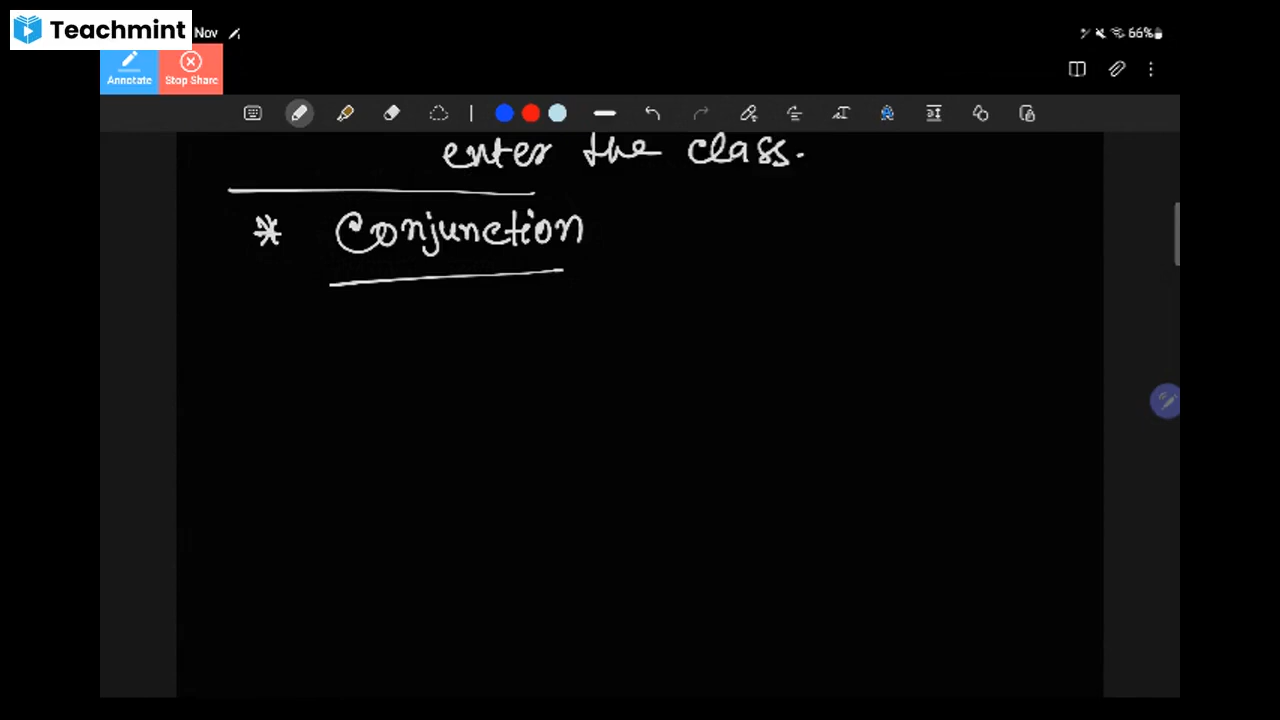 Teachmint
Nov
66%
Annotate
Stop Share
enter the class.
* Conjunction